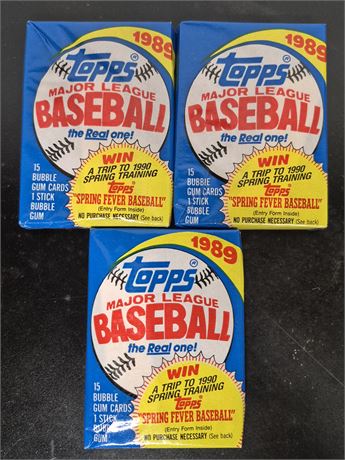 1989
Topps
MAJOR LEAGUE
BASEBALL
the Real one!
WIN
A TRIP TO 1990
SPRING TRAINING
Topps
"SPRING FEVER BASEBALL"
(Entry Form Inside)
NO PURCHASE NECESSARY (See back)
15
BUBBLE
GUM CARDS
1 STICK
BUBBLE
GUM
1989
Topps
MAJOR LEAGUE
BASEBALL
the Real one!
WIN
A TRIP TO 1990
SPRING TRAINING
Topps
"SPRING FEVER BASEBALL"
(Entry Form Inside)
NO PURCHASE NECESSARY (See back)
15
BUBBLE
GUM CARDS
1 STICK
BUBBLE
GUM
1989
Topps
MAJOR LEAGUE
BASEBALL
the Real one!
WIN
A TRIP TO 1990
SPRING TRAINING
Topps
"SPRING FEVER BASEBALL"
(Entry Form Inside)
NO PURCHASE NECESSARY (See back)
15
BUBBLE
GUM CARDS
1 STICK
BUBBLE
GUM